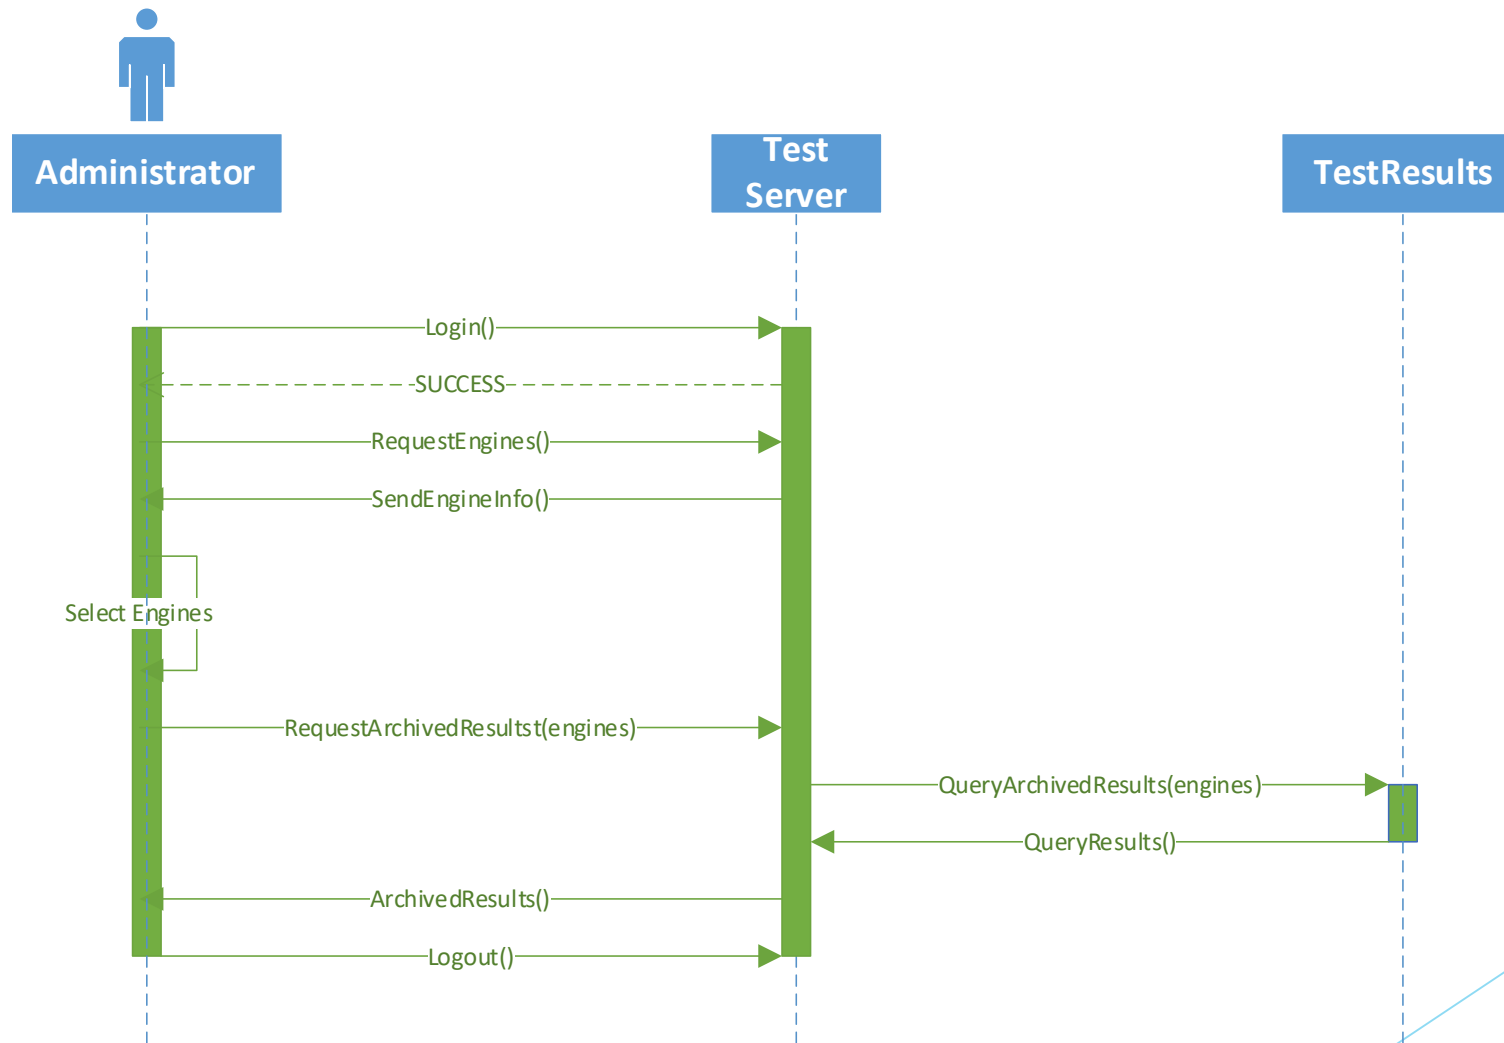 Administrator
Test
Server
TestResults
Login()
SUCCESS
RequestEngines()
SendEngineInfo()
Select Engines
RequestArchivedResultst(engines)
QueryArchivedResults(engines)
QueryResults()
ArchivedResults()
Logout()